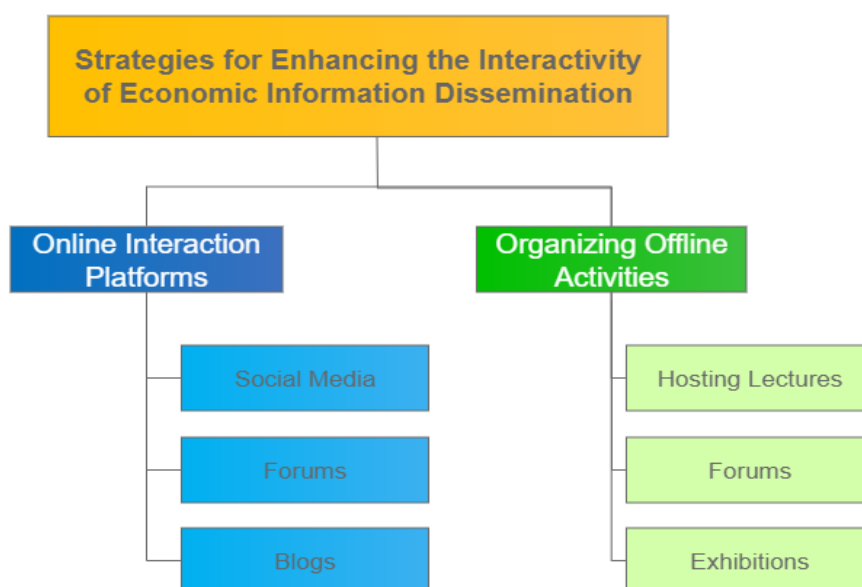 Strategies for Enhancing the Interactivity
of Economic Information Dissemination
Online Interaction
Platforms
Social Media
Forums
Blogs
Organizing Offline
Activities
Hosting Lectures
Forums
Exhibitions